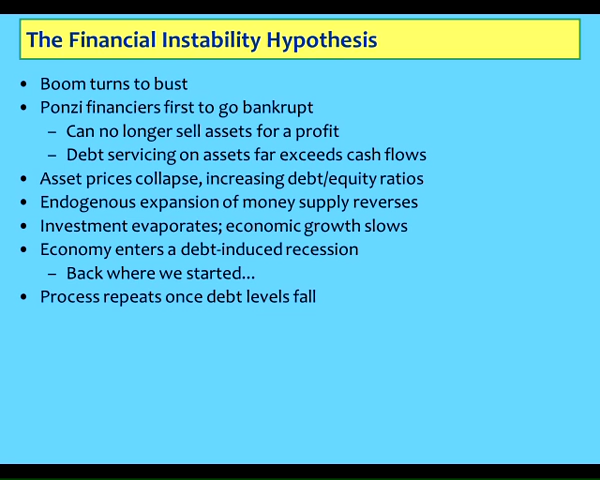 The Financial Instability Hypothesis
• Boom turns to bust
• Ponzi financiers first to go bankrupt
– Can no longer sell assets for a profit
– Debt servicing on assets far exceeds cash flows
• Asset prices collapse, increasing debt/equity ratios
• Endogenous expansion of money supply reverses
• Investment evaporates; economic growth slows
• Economy enters a debt-induced recession
– Back where we started...
• Process repeats once debt levels fall